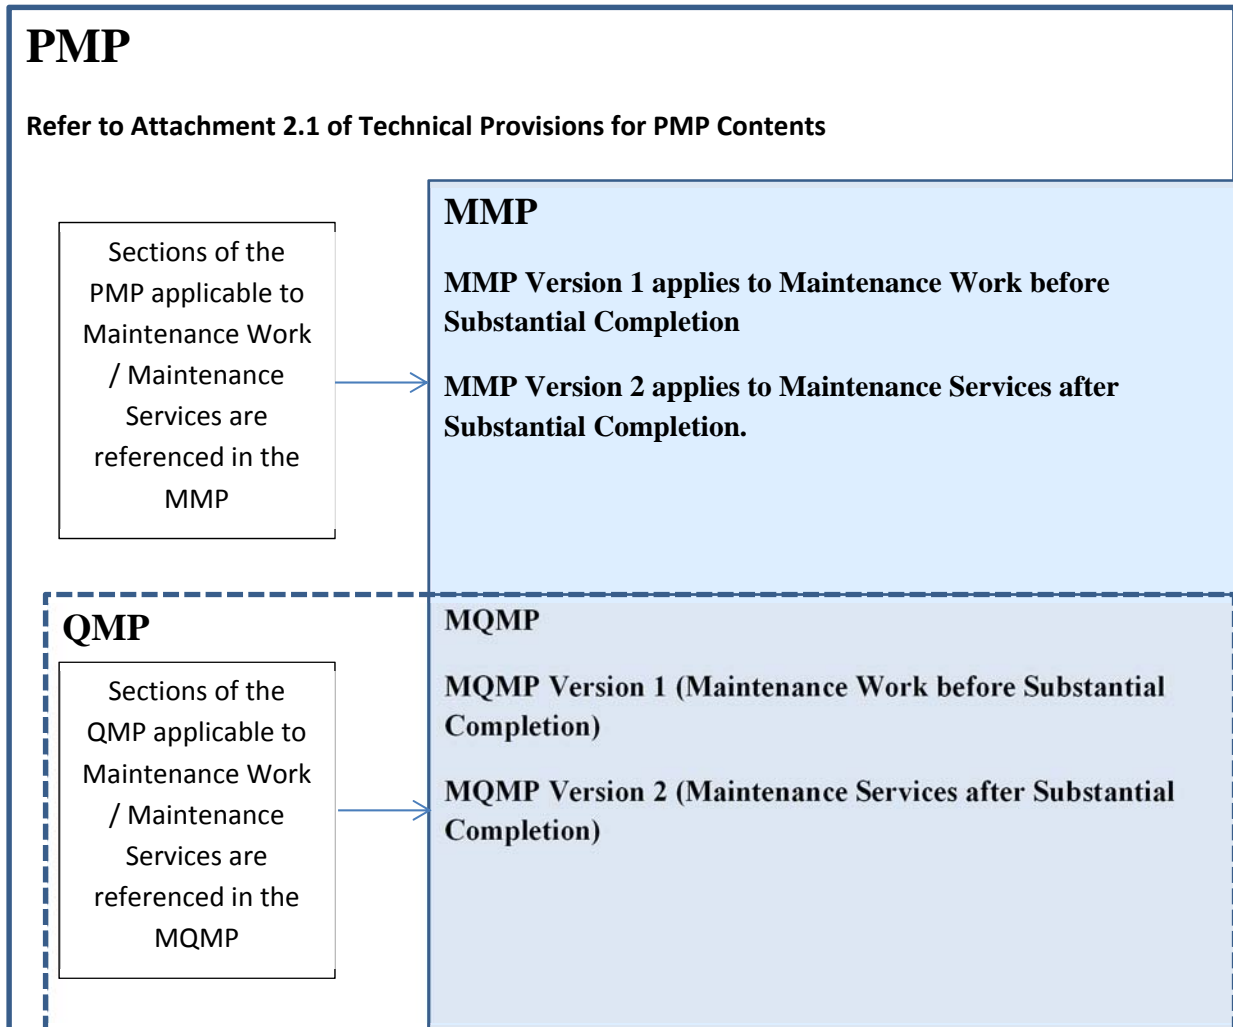 PMP
Refer to Attachment 2.1 of Technical Provisions for PMP Contents
Sections of the
PMP applicable to
Maintenance Work
/ Maintenance
Services are
referenced in the
MMP
MMP
MMP Version 1 applies to Maintenance Work before
Substantial Completion
MMP Version 2 applies to Maintenance Services after
Substantial Completion.
QMP
Sections of the
QMP applicable to
Maintenance Work
/ Maintenance
Services are
referenced in the
MQMP
MQMP
MQMP Version 1 (Maintenance Work before Substantial
Completion)
MQMP Version 2 (Maintenance Services after Substantial
Completion)